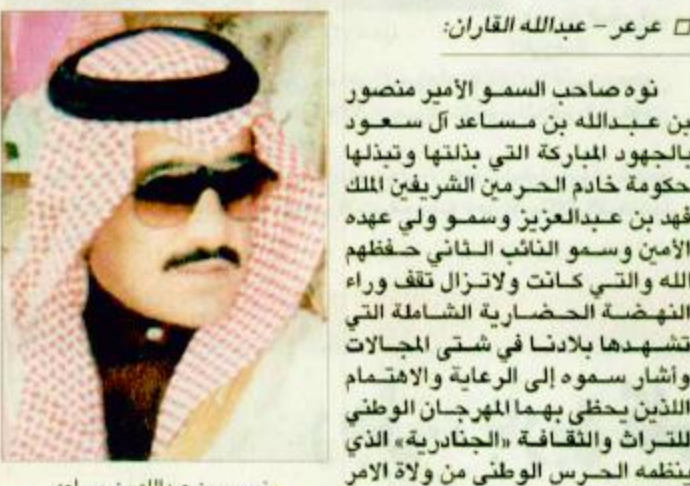 □ عرعر - عبدالله القاران:
نوه صاحب السمو الأمير منصور
بن عبدالله بن مساعد آل سعود
بالجهود المباركة التي بذلتها وتبذلها
حكومة خادم الحرمين الشريفين الملك
فهد بن عبدالعزيز وسمو ولي عهده
الأمين وسمو النائب الثاني حفظهم
الله والتي كانت ولاتزال تقف وراء
النهضة الحضارية الشاملة التي
تشهدها بلادنا في شتى المجالات
وأشار سموه إلى الرعاية والاهتمام
اللذين يحظى بهما المهرجان الوطني
للتراث والثقافة «الجنادرية» الذي
ينظمه الحرس الوطني من ولاة الامر